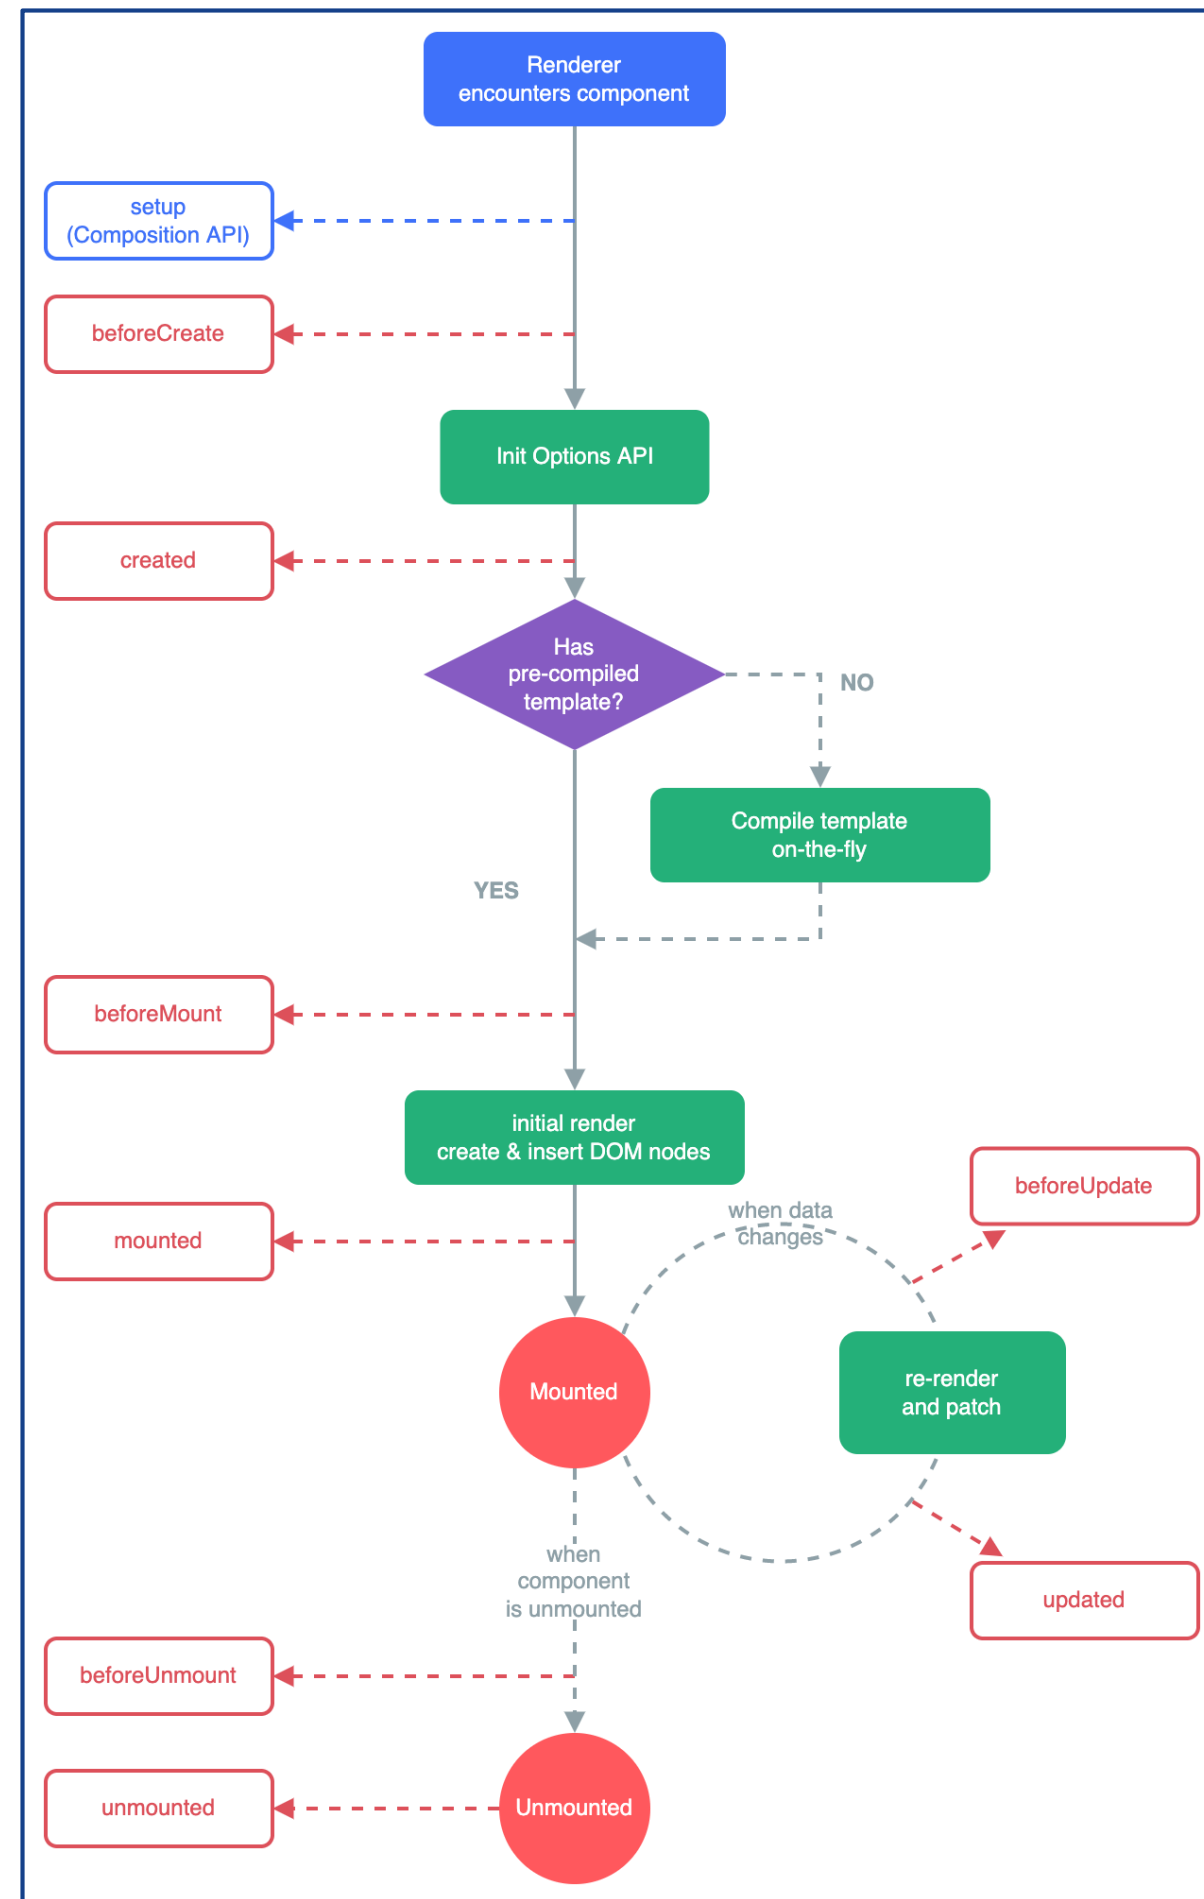 Renderer
encounters component
setup
(Composition API)
beforeCreate
Init Options API
created
Has
pre-compiled
template?
NO
Compile template
on-the-fly
YES
beforeMount
initial render
create & insert DOM nodes
beforeUpdate
when data
changes
mounted
Mounted
re-render
and patch
when
component
is unmounted
updated
beforeUnmount
unmounted
Unmounted